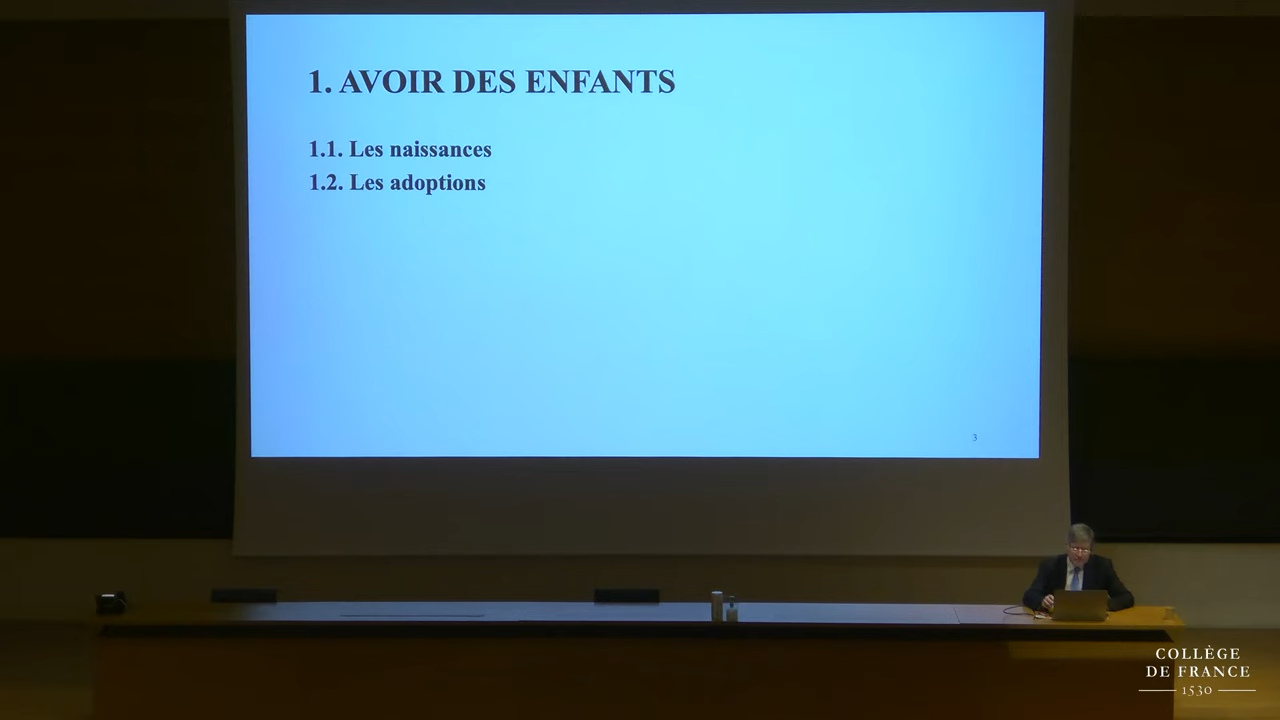 1. AVOIR DES ENFANTS
1.1. Les naissances
1.2. Les adoptions
3
COLLÈGE
DE FRANCE
1530